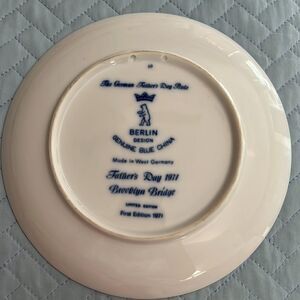 The German Father's Day Plate
BERLIN
DESIGN
GENUINE BLUE CHINA
Made in West Germany
Father's Day 1971
Brooklyn Bridge
LIMITED EDITION
First Edition 1971